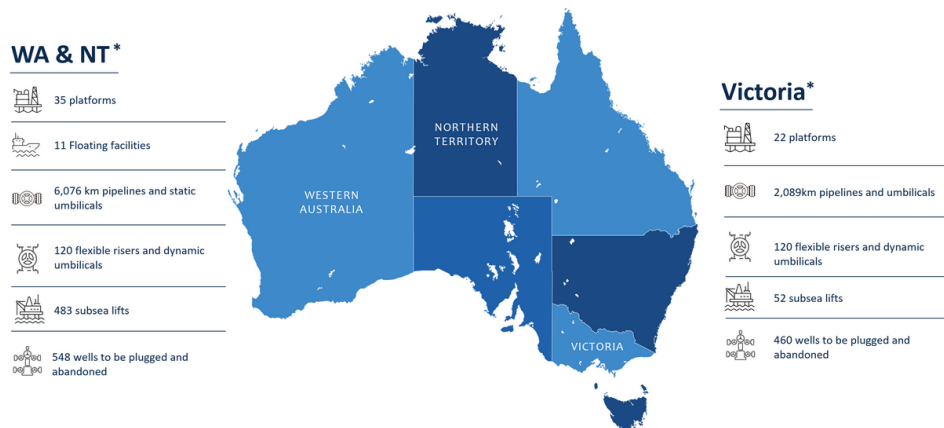 WA & NT*
35 platforms
11 Floating facilities
6,076 km pipelines and static
umbilicals
120 flexible risers and dynamic
umbilicals
483 subsea lifts
548 wells to be plugged and
abandoned
NORTHERN
TERRITORY
WESTERN
AUSTRALIA
VICTORIA
Victoria*
22 platforms
2,089km pipelines and umbilicals
120 flexible risers and dynamic
umbilicals
52 subsea lifts
460 wells to be plugged and
abandoned